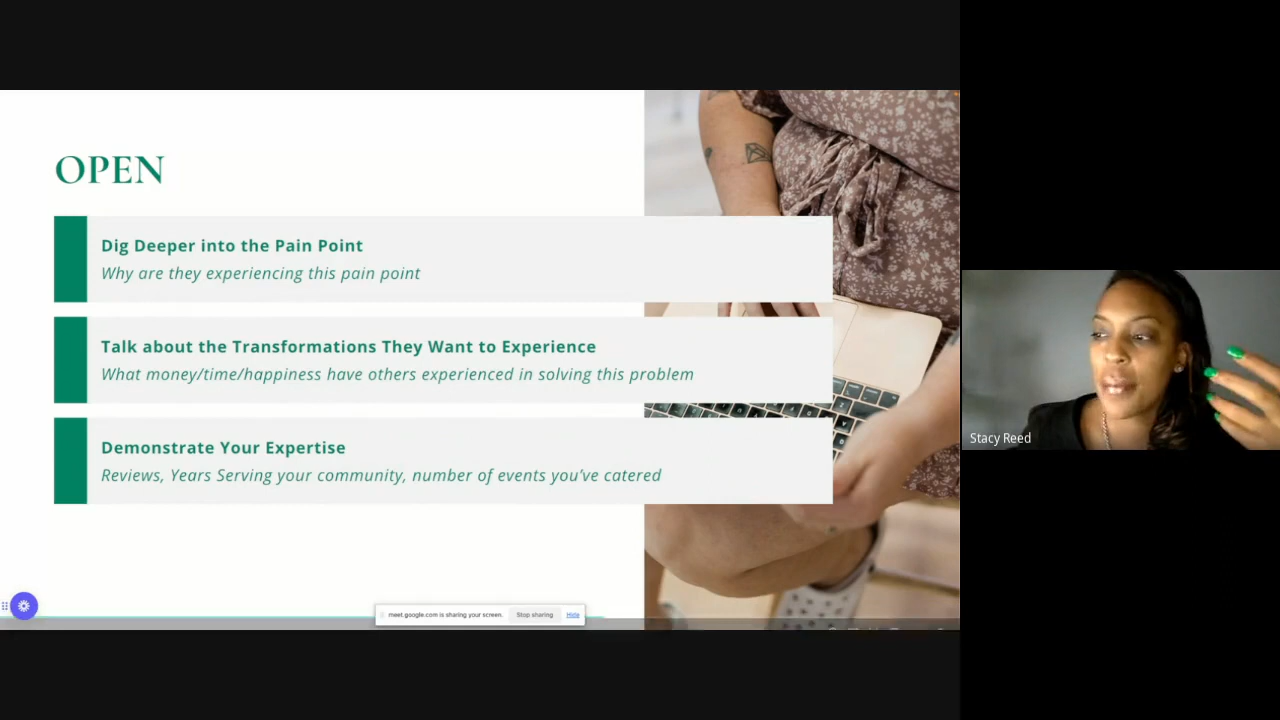 OPEN
Dig Deeper into the Pain Point
Why are they experiencing this pain point
Talk about the Transformations They Want to Experience
What money/time/happiness have others experienced in solving this problem
Demonstrate Your Expertise
Reviews, Years Serving your community, number of events you've catered
meet.google.com is sharing your screen. Stop sharing Hide
Stacy Reed